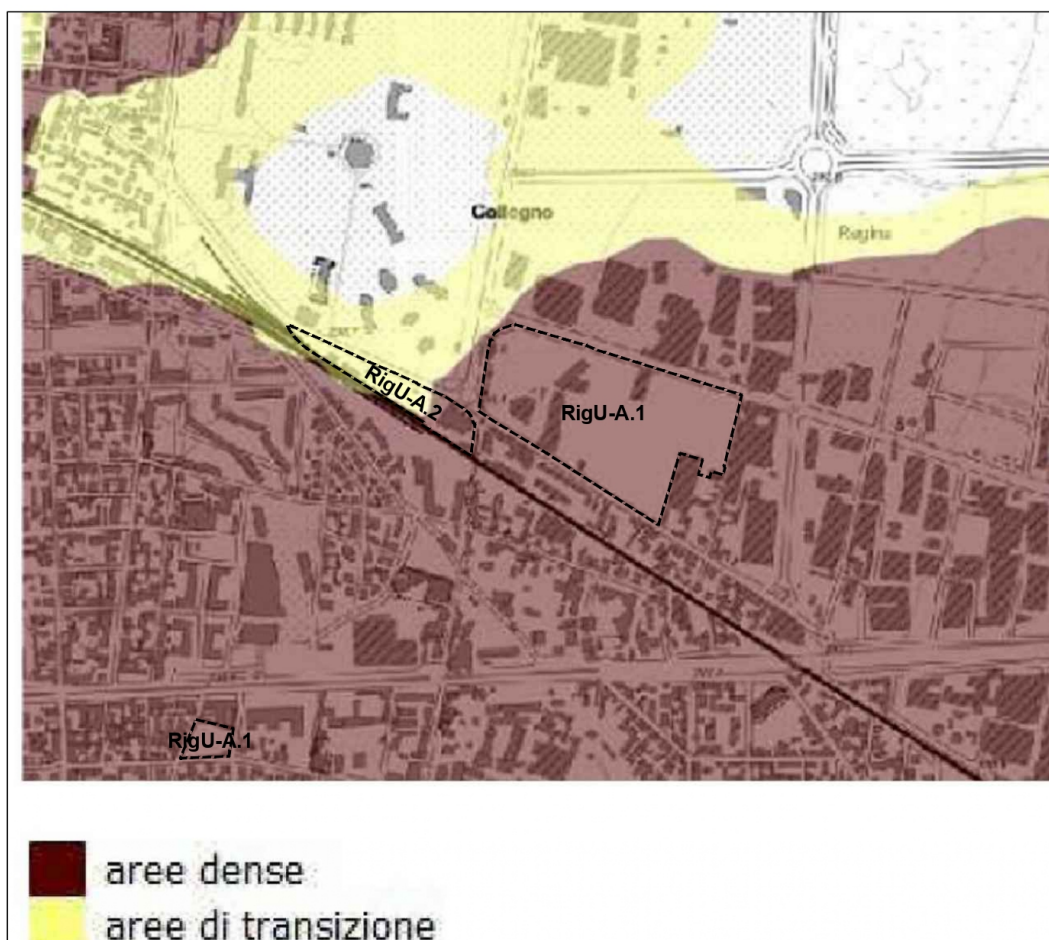 Collegno
Regina
RigU-A.2
RigU-A.1
RigU-A.1
aree dense
aree di transizione